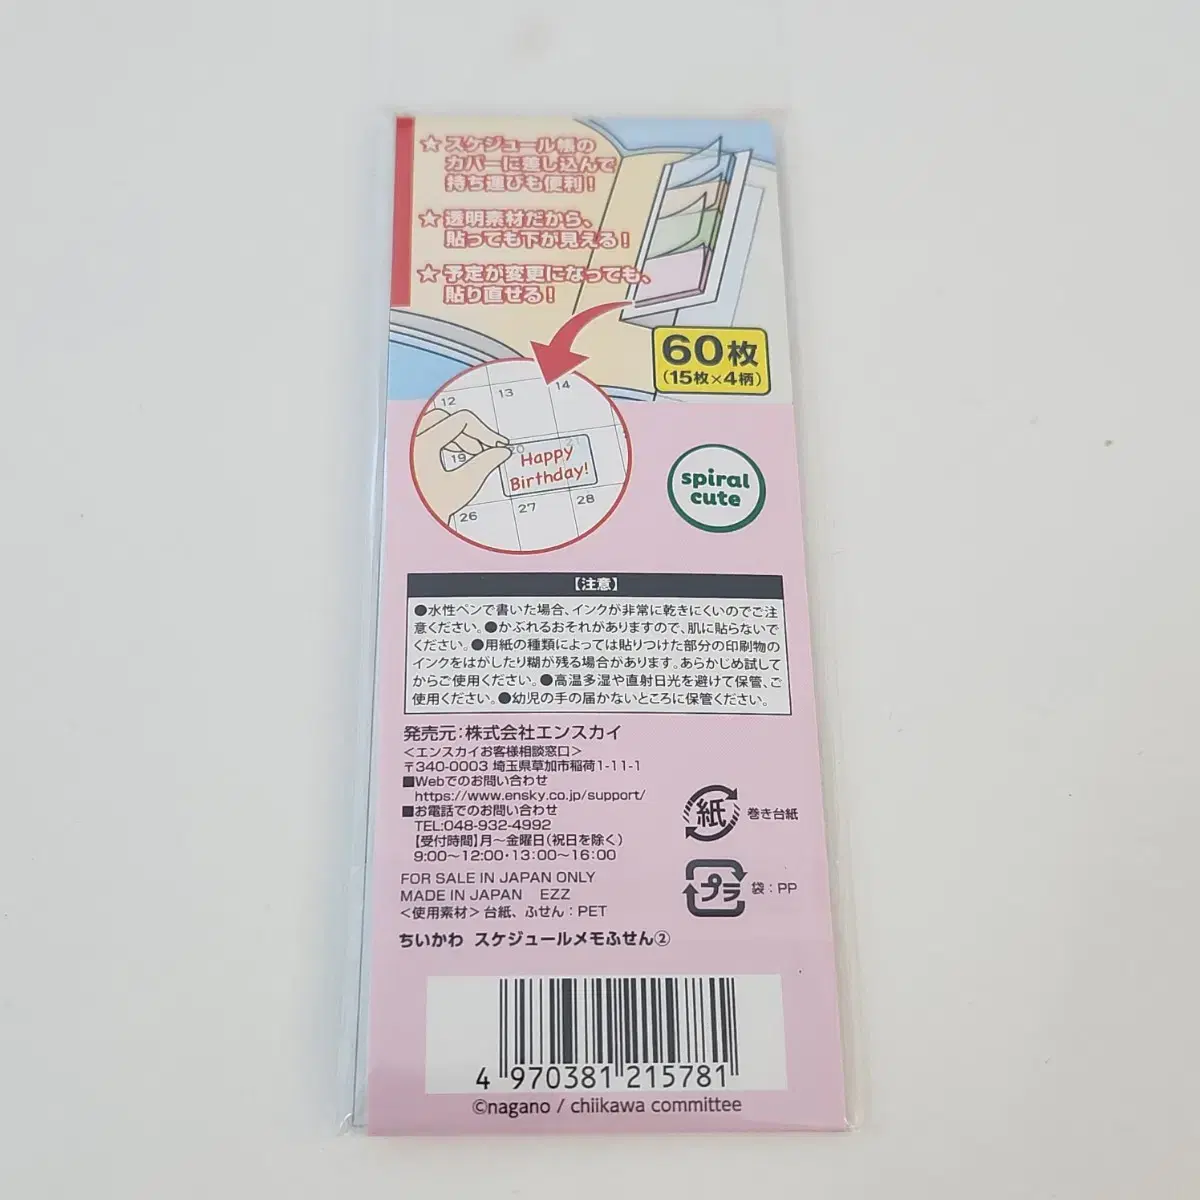 ★ スケジュール帳の
カバーに差し込んで
持ち運びも便利！
★ 透明素材だから、
貼っても下が見える！
★ 予定が変更になっても、
貼り直せる！
60枚
（15枚×4柄）
12 13 14
19 20 21
Happy
Birthday!
26 27 28
spiral
cute
【注意】
●水性ペンで書いた場合、インクが非常に乾きにくいのでご注
意ください。●かぶれるおそれがありますので、肌に貼らないで
ください。●用紙の種類によっては貼りつけた部分の印刷物の
インクをはがしたり糊が残る場合があります。あらかじめ試して
からご使用ください。●高温多湿や直射日光を避けて保管、ご
使用ください。●幼児の手の届かないところに保管ください。
発売元：株式会社エンスカイ
＜エンスカイお客様相談窓口＞
〒340-0003 埼玉県草加市稲荷1-11-1
■Webでのお問い合わせ
https://www.ensky.co.jp/support/
■お電話でのお問い合わせ
TEL:048-932-4992
【受付時間】月～金曜日（祝日を除く）
9:00～12:00・13:00～16:00
FOR SALE IN JAPAN ONLY
MADE IN JAPAN EZZ
＜使用素材＞台紙、ふせん：PET
紙 巻き台紙
プラ 袋：PP
ちいかわ スケジュールメモふせん②
4 970381 215781
©nagano / chiikawa committee